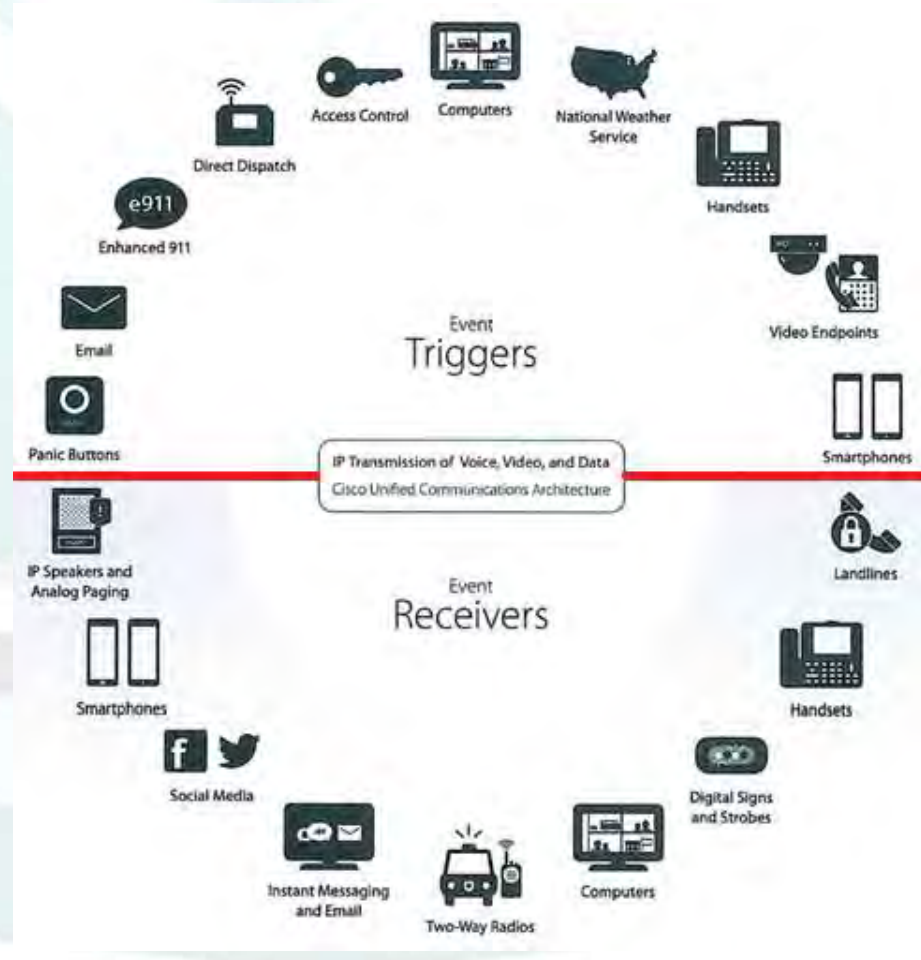 Computers
Access Control
National Weather
Service
Direct Dispatch
Handsets
e911
Enhanced 911
Video Endpoints
Email
Event
Triggers
Panic Buttons
Smartphones
IP Transmission of Voice, Video, and Data
Cisco Unified Communications Architecture
IP Speakers and
Analog Paging
Landlines
Event
Receivers
Smartphones
Handsets
f
Social Media
Digital Signs
and Strobes
Instant Messaging
and Email
Two-Way Radios
Computers